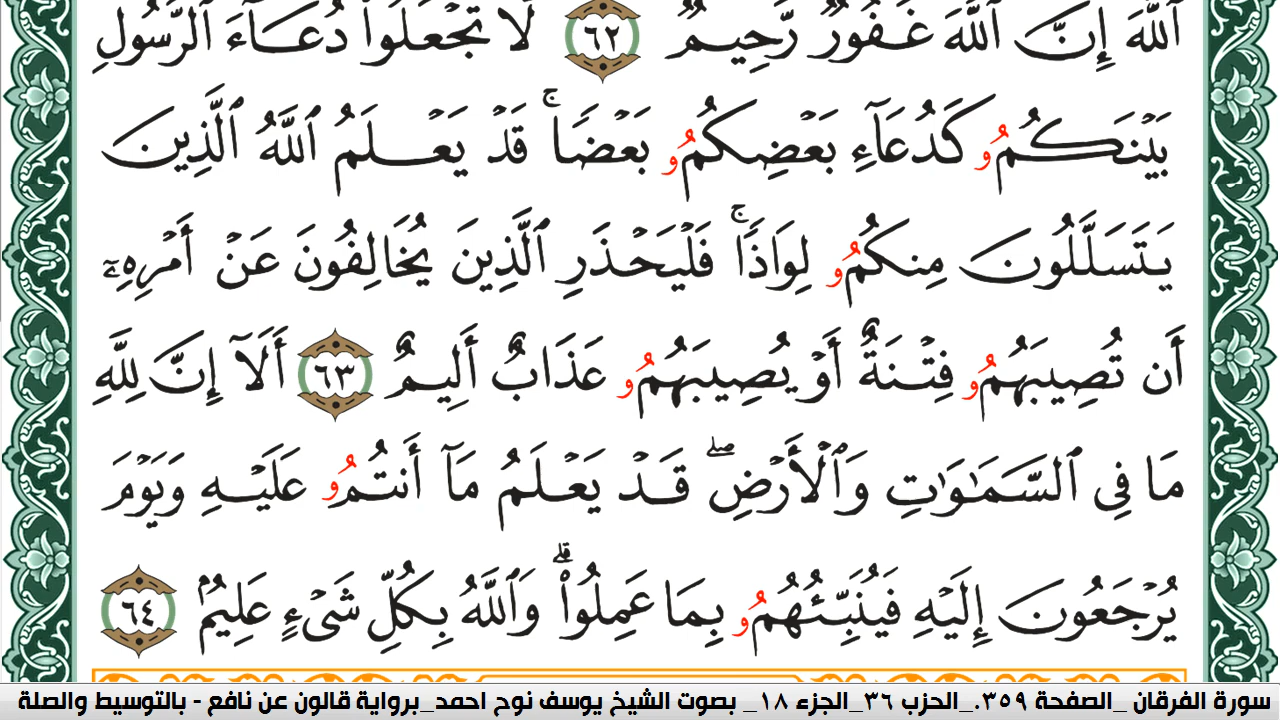 ٱللَّهَ إِنَّ ٱللَّهَ غَفُورٌ رَّحِيمٌ ٦٢ لَّا تَجْعَلُواْ دُعَآءَ ٱلرَّسُولِ
بَيْنَكُمُو كَدُعَآءِ بَعْضِكُمُو بَعْضًاۚ قَدْ يَعْلَمُ ٱللَّهُ ٱلَّذِينَ
يَتَسَلَّلُونَ مِنكُمُو لِوَاذًاۚ فَلْيَحْذَرِ ٱلَّذِينَ يُخَالِفُونَ عَنْ أَمْرِهِۦٓ
أَن تُصِيبَهُمُو فِتْنَةٌ أَوْ يُصِيبَهُمُو عَذَابٌ أَلِيمٌ ٦٣ أَلَآ إِنَّ لِلَّهِ
مَا فِي ٱلسَّمَٰوَٰتِ وَٱلْأَرْضِۖ قَدْ يَعْلَمُ مَآ أَنتُمُو عَلَيْهِ وَيَوْمَ
يُرْجَعُونَ إِلَيْهِ فَيُنَبِّئُهُمُو بِمَا عَمِلُواْۗ وَٱللَّهُ بِكُلِّ شَيْءٍ عَلِيمٌۢ ٦٤
سورة الفرقان _الصفحة ٣٥٩._الحزب ٣٦_الجزء ١٨_ بصوت الشيخ يوسف نوح احمد_برواية قالون عن نافع - بالتوسيط والصلة